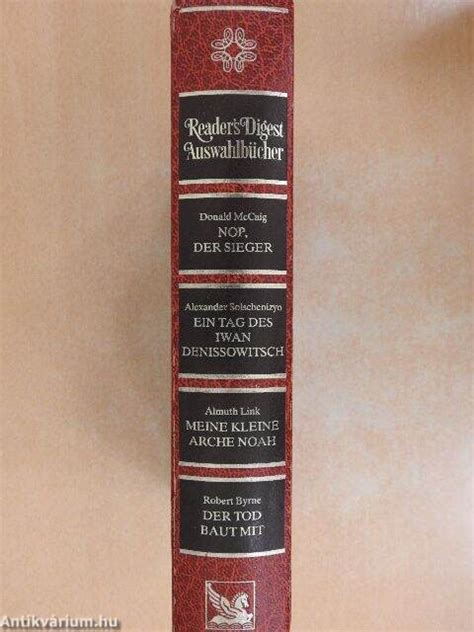 Reader's Digest
Auswahlbücher
Donald McCaig
NOP,
DER SIEGER
Alexander Solschenizyn
EIN TAG DES
IWAN
DENISSOWITSCH
Almuth Link
MEINE KLEINE
ARCHE NOAH
Robert Byrne
DER TOD
BAUT MIT
Antikvárium.hu